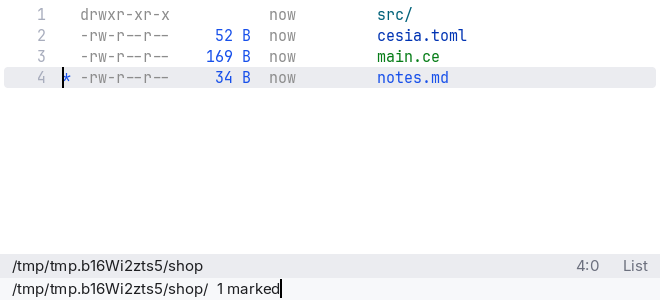 1 drwxr-xr-x now src/
2 -rw-r--r-- 52 B now cesia.toml
3 -rw-r--r-- 169 B now main.ce
4 * -rw-r--r-- 34 B now notes.md
/tmp/tmp.b16Wi2zts5/shop 4:0 List
/tmp/tmp.b16Wi2zts5/shop/ 1 marked